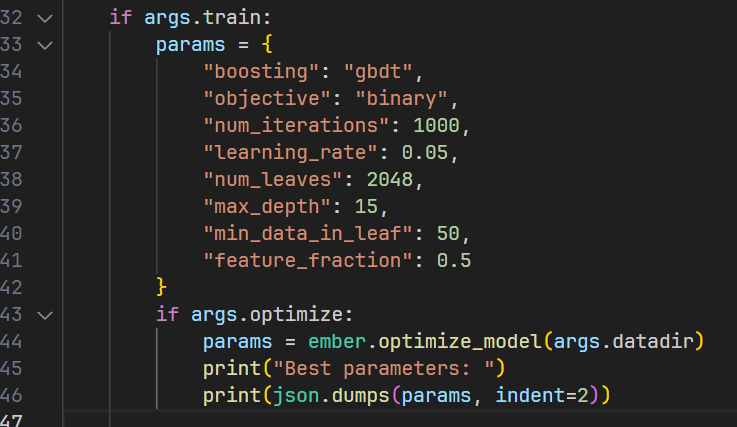 32 if args.train:
33 params = {
34 "boosting": "gbdt",
35 "objective": "binary",
36 "num_iterations": 1000,
37 "learning_rate": 0.05,
38 "num_leaves": 2048,
39 "max_depth": 15,
40 "min_data_in_leaf": 50,
41 "feature_fraction": 0.5
42 }
43 if args.optimize:
44 params = ember.optimize_model(args.datadir)
45 print("Best parameters: ")
46 print(json.dumps(params, indent=2))
47